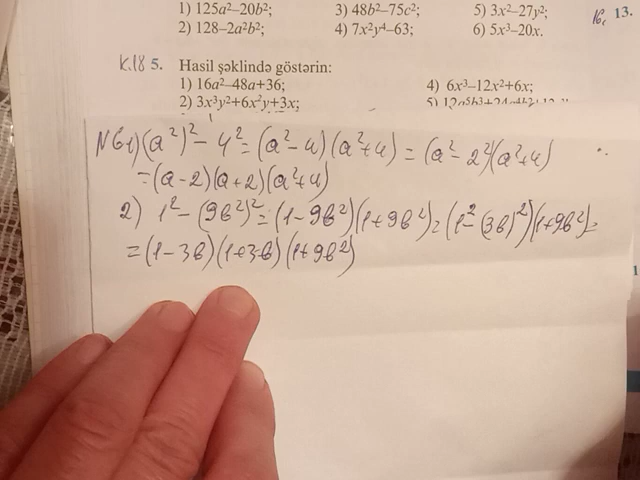 1) 125a²–20b²; 3) 48b²–75c²; 5) 3x²–27y²; 16, 13.
2) 128–2a²b²; 4) 7x²y⁴–63; 6) 5x³–20x.
K.18 5. Hasil şəklində göstərin:
1) 16a²–48a+36; 4) 6x³–12x²+6x;
2) 3x³y²+6x²y+3x;
N61) (a²)² – 4² = (a² – 4) (a² + 4) = (a² – 2²)(a² + 4)
= (a – 2)(a + 2)(a² + 4)
2) 1² – (9b²)² = (1 – 9b²)(1 + 9b²) = (1² – (3b)²)(1 + 9b²) =
= (1 – 3b)(1 + 3b)(1 + 9b²)